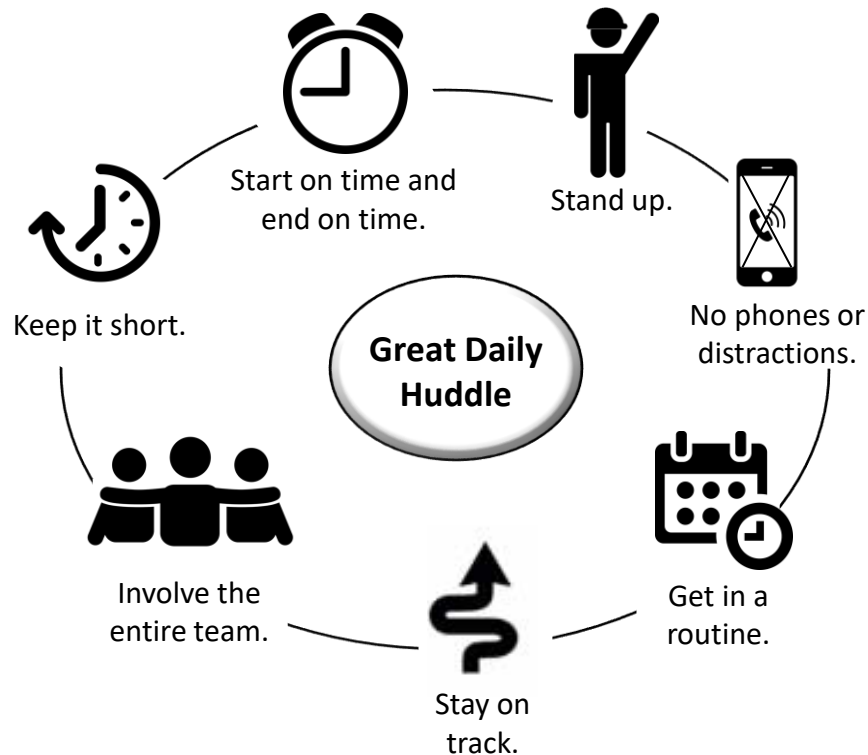 Start on time and
end on time.
Stand up.
No phones or
distractions.
Get in a
routine.
Stay on
track.
Involve the
entire team.
Keep it short.
Great Daily
Huddle